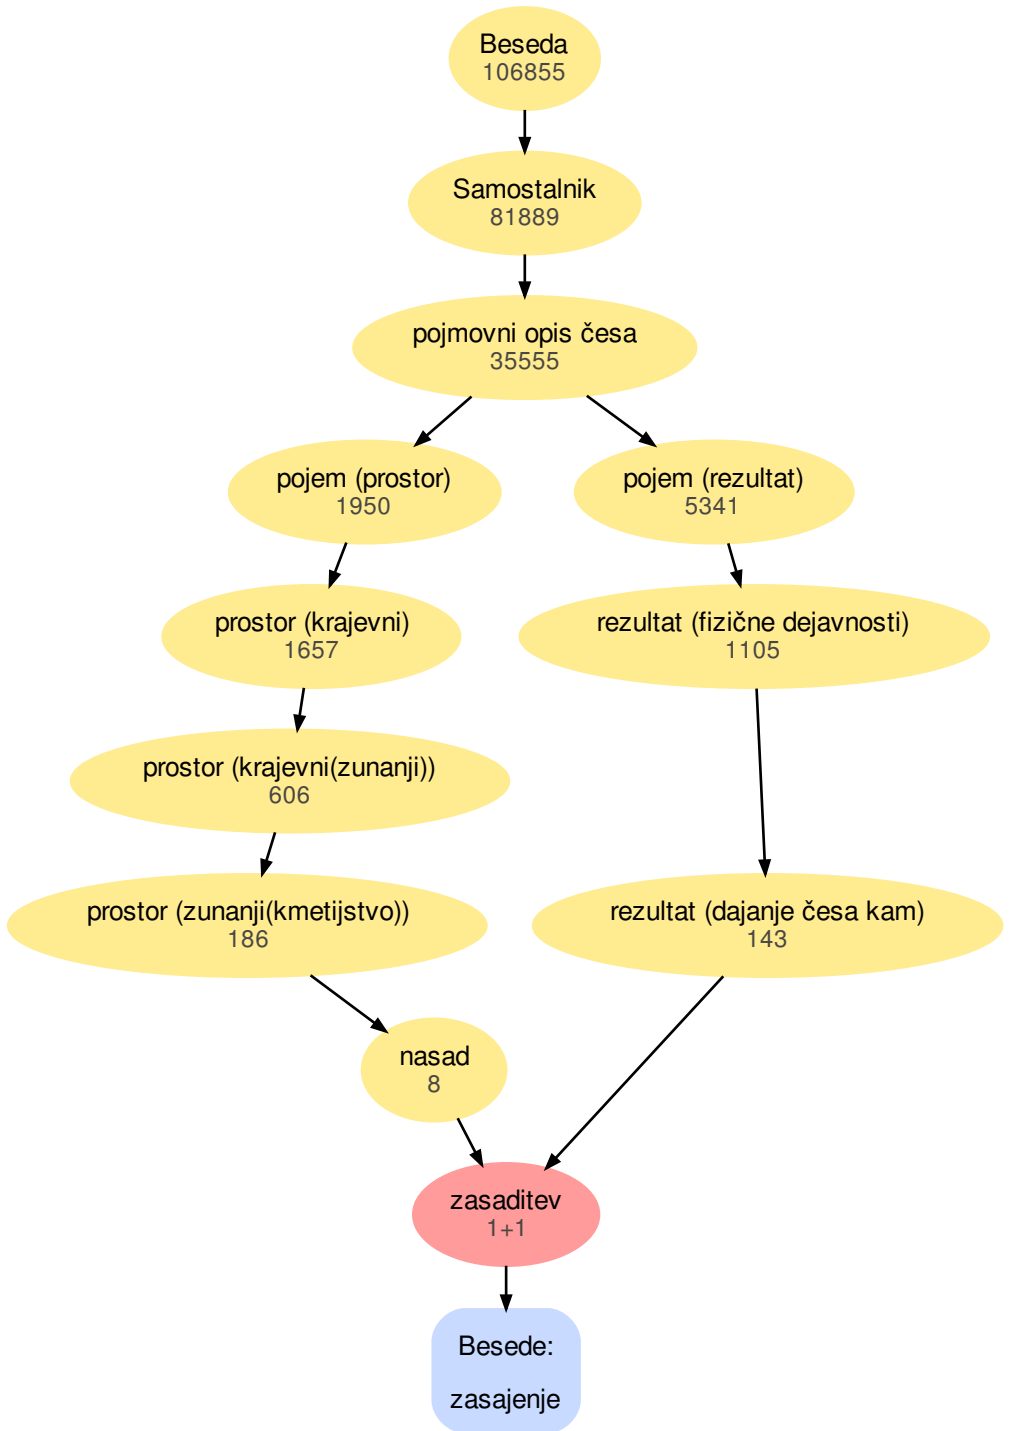 Beseda
106855
Samostalnik
81889
pojmovni opis česa
35555
pojem (prostor)
1950
pojem (rezultat)
5341
prostor (krajevni)
1657
rezultat (fizične dejavnosti)
1105
prostor (krajevni(zunanji))
606
prostor (zunanji(kmetijstvo))
186
rezultat (dajanje česa kam)
143
nasad
8
zasaditev
1+1
Besede:
zasajenje